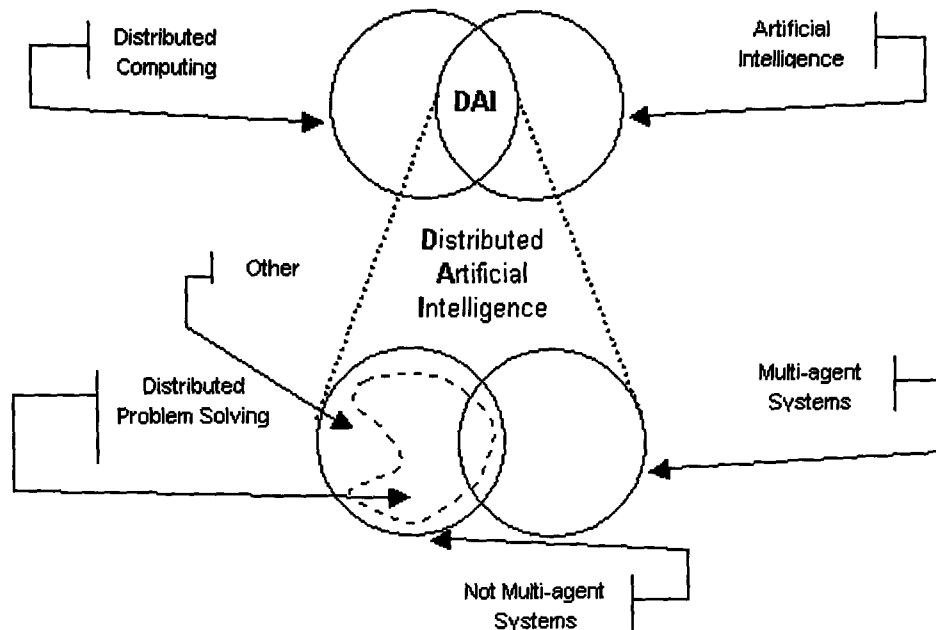 Distributed
Computing
Artificial
Intelligence
DAI
Distributed
Artificial
Intelligence
Other
Distributed
Problem Solving
Multi-agent
Systems
Not Multi-agent
Systems